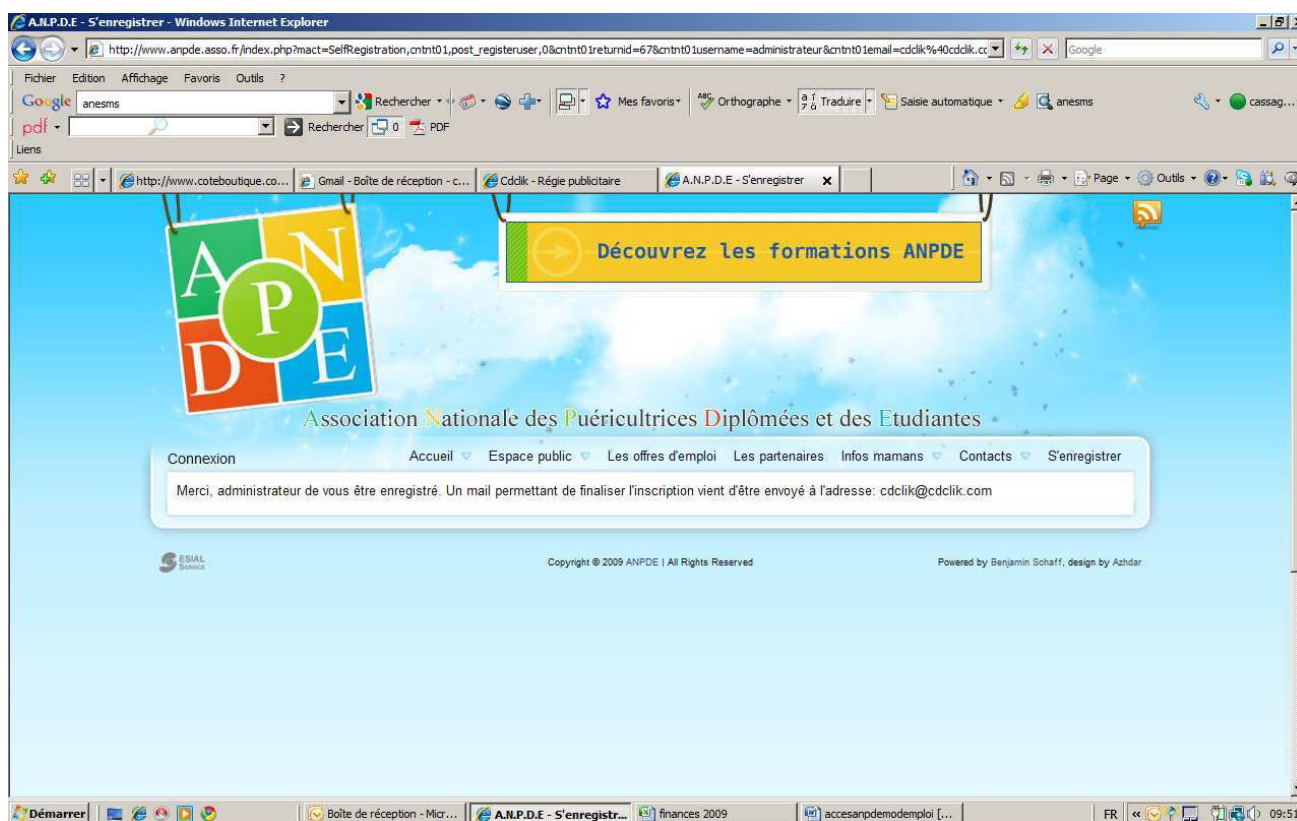 A.N.P.D.E - S'enregistrer - Windows Internet Explorer
http://www.anpde.asso.fr/index.php?mact=SelfRegistration,cntnt01,post_registeruser,0&cntnt01returnid=67&cntnt01username=administrateur&cntnt01email=cdclik%40cdclik.cc
Google
Fichier Edition Affichage Favoris Outils ?
Google anesms Rechercher Mes favoris Orthographe Traduire Saisie automatique anesms cassag...
pdf Rechercher 0 PDF
Liens
http://www.coteboutique.co... Gmail - Boîte de réception - c... Cdclik - Régie publicitaire A.N.P.D.E - S'enregistrer x Page Outils
A N P D E
Découvrez les formations ANPDE
Association Nationale des Puéricultrices Diplômées et des Etudiantes
Connexion Accueil Espace public Les offres d'emploi Les partenaires Infos mamans Contacts S'enregistrer
Merci, administrateur de vous être enregistré. Un mail permettant de finaliser l'inscription vient d'être envoyé à l'adresse: cdclik@cdclik.com
ESIAL Service Copyright © 2009 ANPDE | All Rights Reserved Powered by Benjamin Sohaff, design by Azhdar
Démarrer Boîte de réception - Micr... A.N.P.D.E - S'enregistr... finances 2009 accesanpdemodemploi [... FR « 09:51